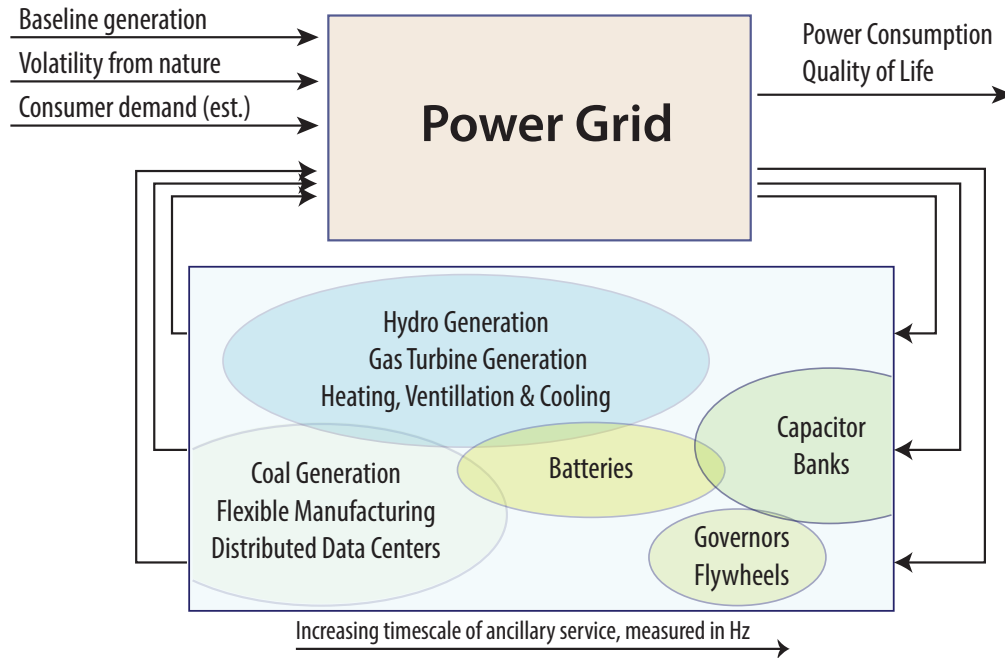 Baseline generation
Volatility from nature
Consumer demand (est.)
Power Grid
Power Consumption
Quality of Life
Hydro Generation
Gas Turbine Generation
Heating, Ventillation & Cooling
Coal Generation
Flexible Manufacturing
Distributed Data Centers
Batteries
Capacitor
Banks
Governors
Flywheels
Increasing timescale of ancillary service, measured in Hz